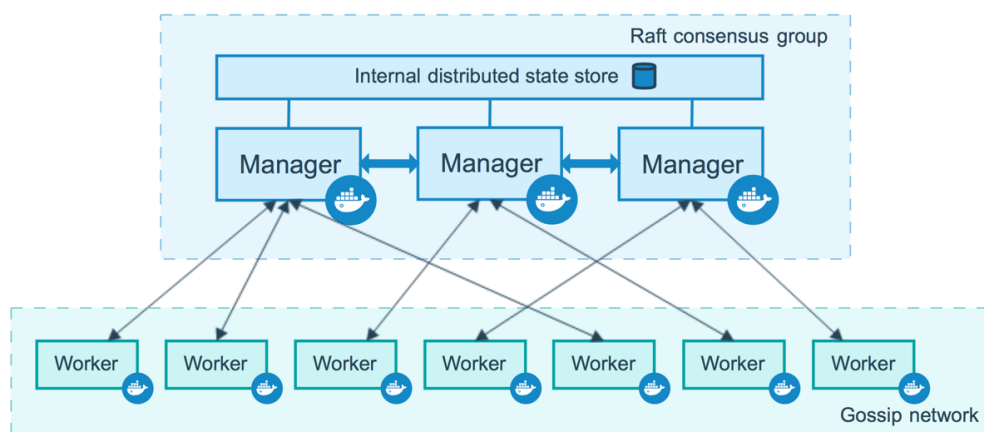 Raft consensus group
Internal distributed state store
Manager
Manager
Manager
Worker
Worker
Worker
Worker
Worker
Worker
Worker
Gossip network